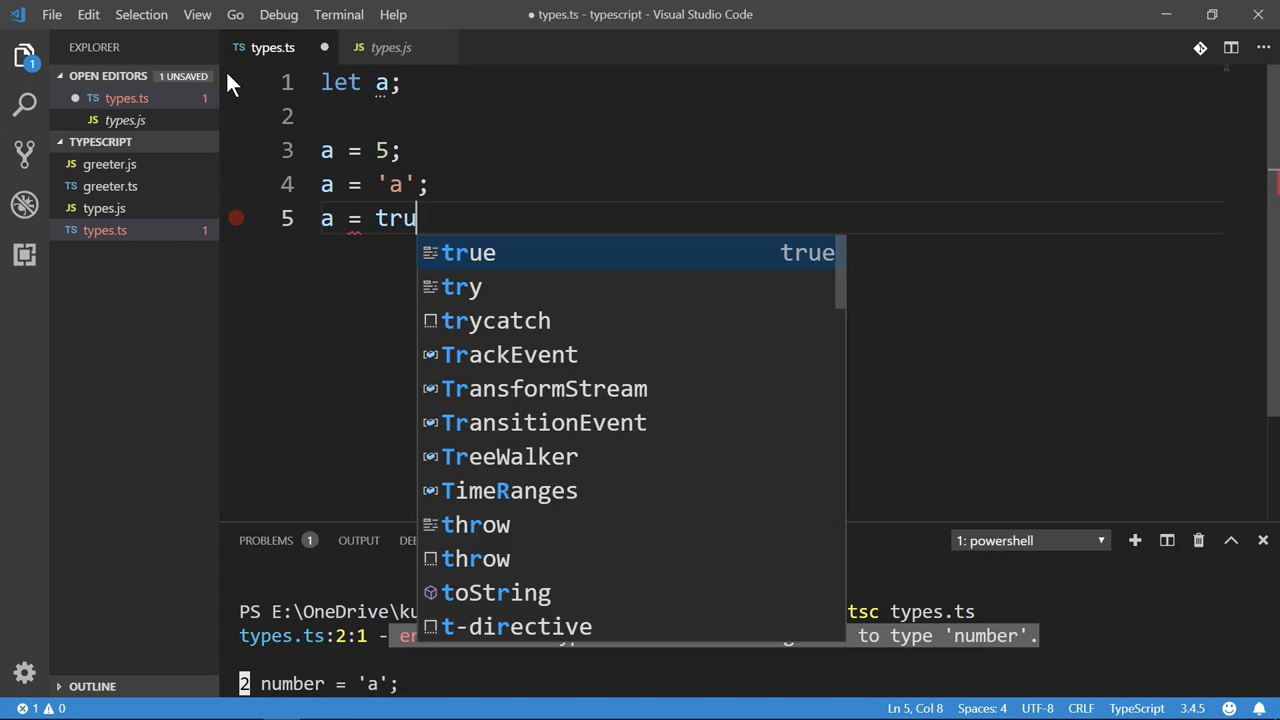 File Edit Selection View Go Debug Terminal Help
● types.ts - typescript - Visual Studio Code
EXPLORER
OPEN EDITORS 1 UNSAVED
TS types.ts 1
JS types.js
TYPESCRIPT
JS greeter.js
TS greeter.ts
JS types.js
TS types.ts 1
OUTLINE
1
TS types.ts
JS types.js
1 let a;
2
3 a = 5;
4 a = 'a';
5 a = tru
true true
try
trycatch
TrackEvent
TransformStream
TransitionEvent
TreeWalker
TimeRanges
throw
throw
toString
t-directive
PROBLEMS 1 OUTPUT
1: powershell
PS E:\OneDrive\ku tsc types.ts
types.ts:2:1 - to type 'number'.
2 number = 'a';
1 0
Ln 5, Col 8 Spaces: 4 UTF-8 CRLF TypeScript 3.4.5